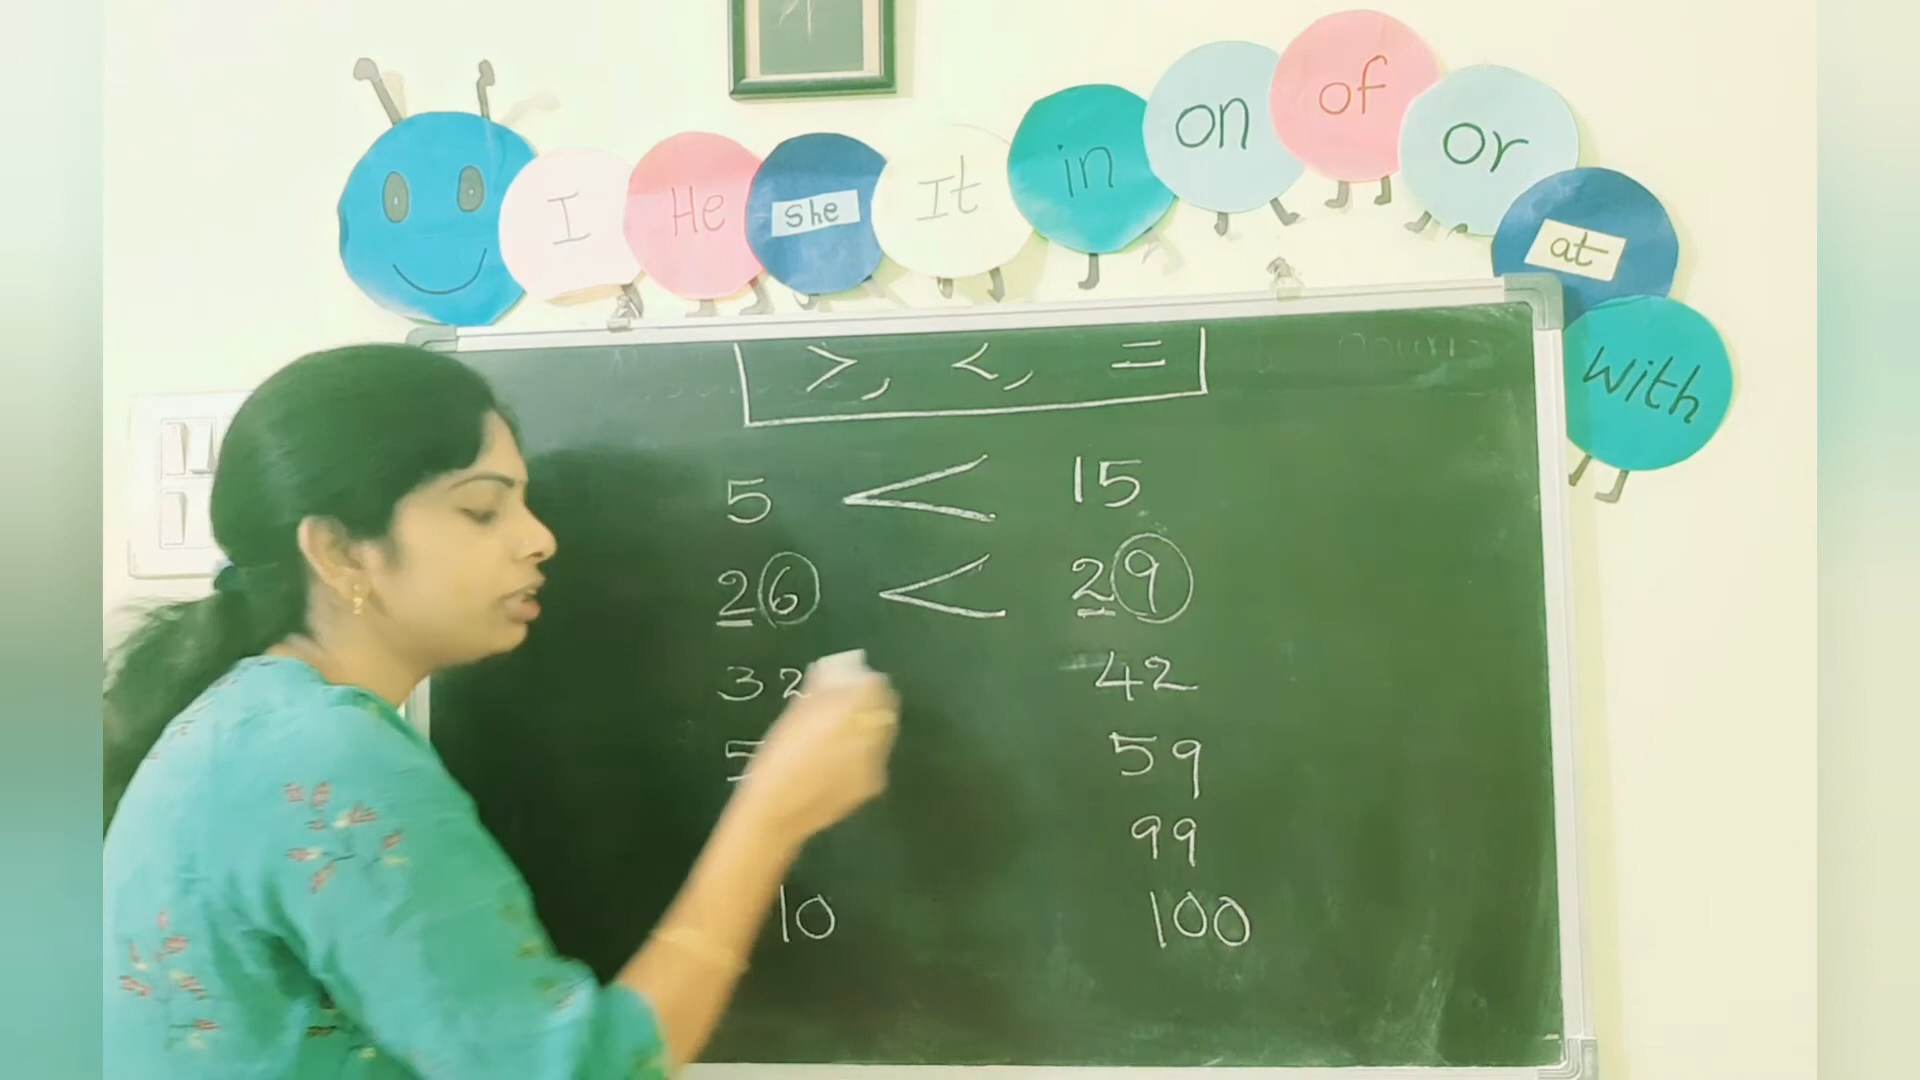 I He She It in on of or at with
>, <, =
5 < 15
26 < 29
32 42
5 59
99
10 100